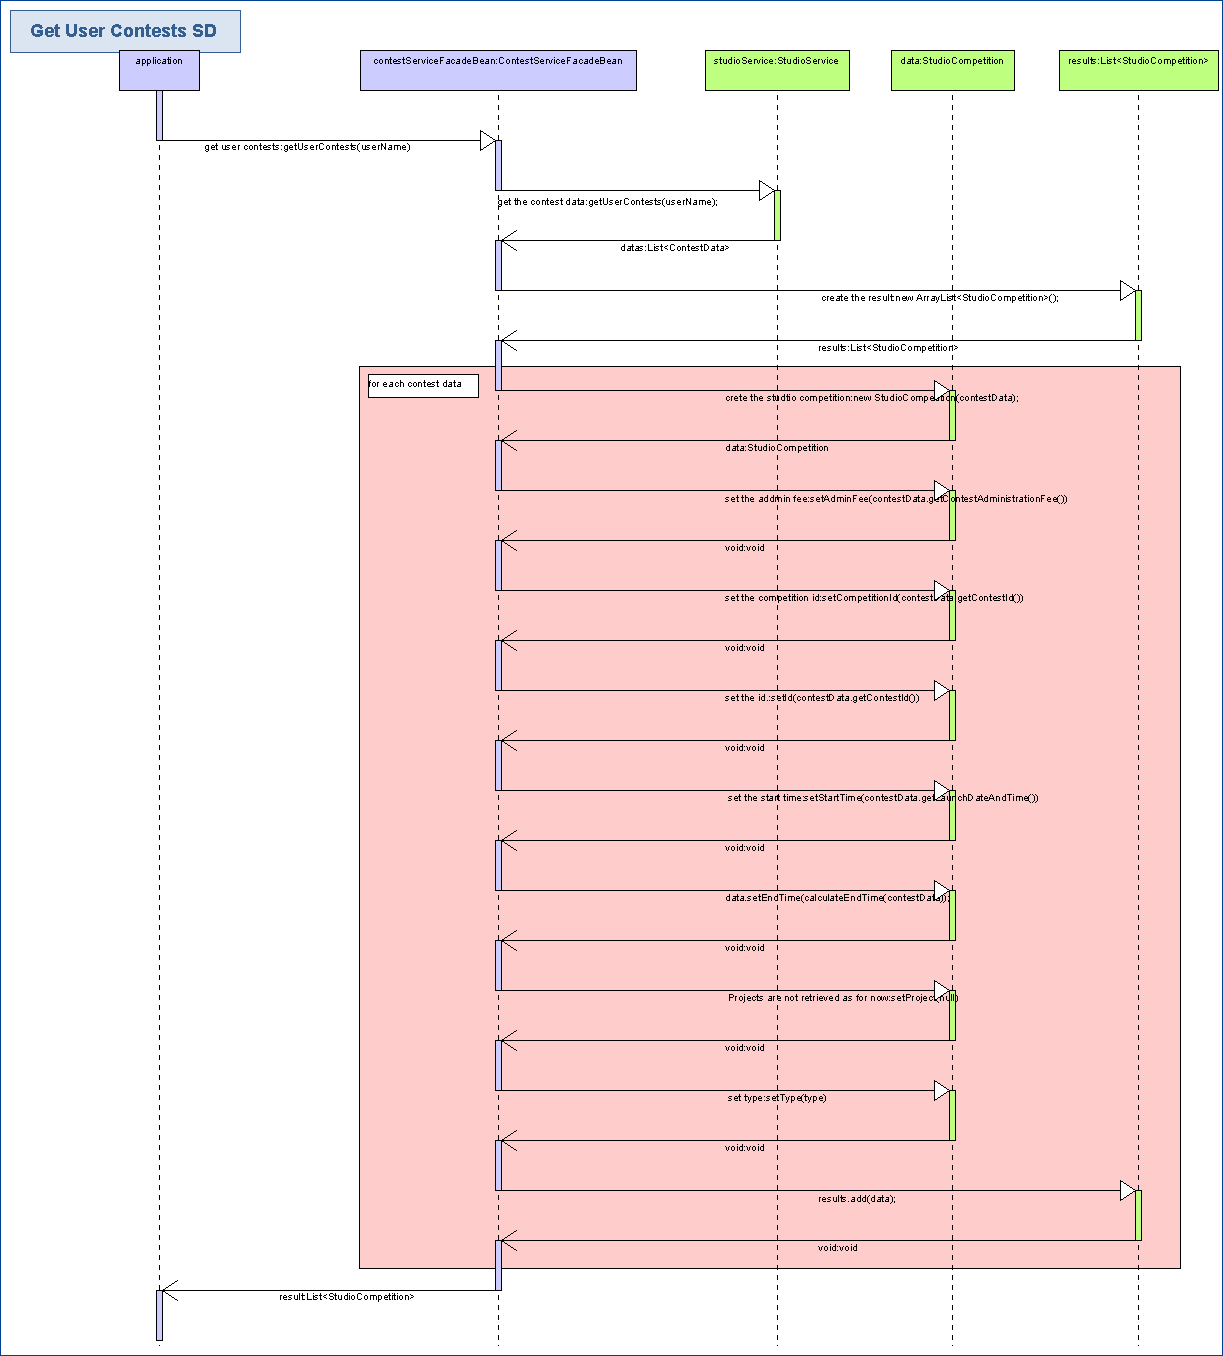 Get User Contests SD
application
contestServiceFacadeBean:ContestServiceFacadeBean
studioService:StudioService
data:StudioCompetition
results:List<StudioCompetition>
get user contests:getUserContests(userName)
get the contest data:getUserContests(userName);
datas:List<ContestData>
create the result:new ArrayList<StudioCompetition>();
results:List<StudioCompetition>
for each contest data
crete the studtio competition:new StudioCompetition(contestData);
data:StudioCompetition
set the addmin fee:setAdminFee(contestData.getContestAdministrationFee())
void:void
set the competition id:setCompetitionId(contestData.getContestId())
void:void
set the id.:setId(contestData.getContestId())
void:void
set the start time:setStartTime(contestData.getLaunchDateAndTime())
void:void
data.setEndTime(calculateEndTime(contestData));
void:void
Projects are not retrieved as for now:setProject(null)
void:void
set type:setType(type)
void:void
results.add(data);
void:void
result:List<StudioCompetition>